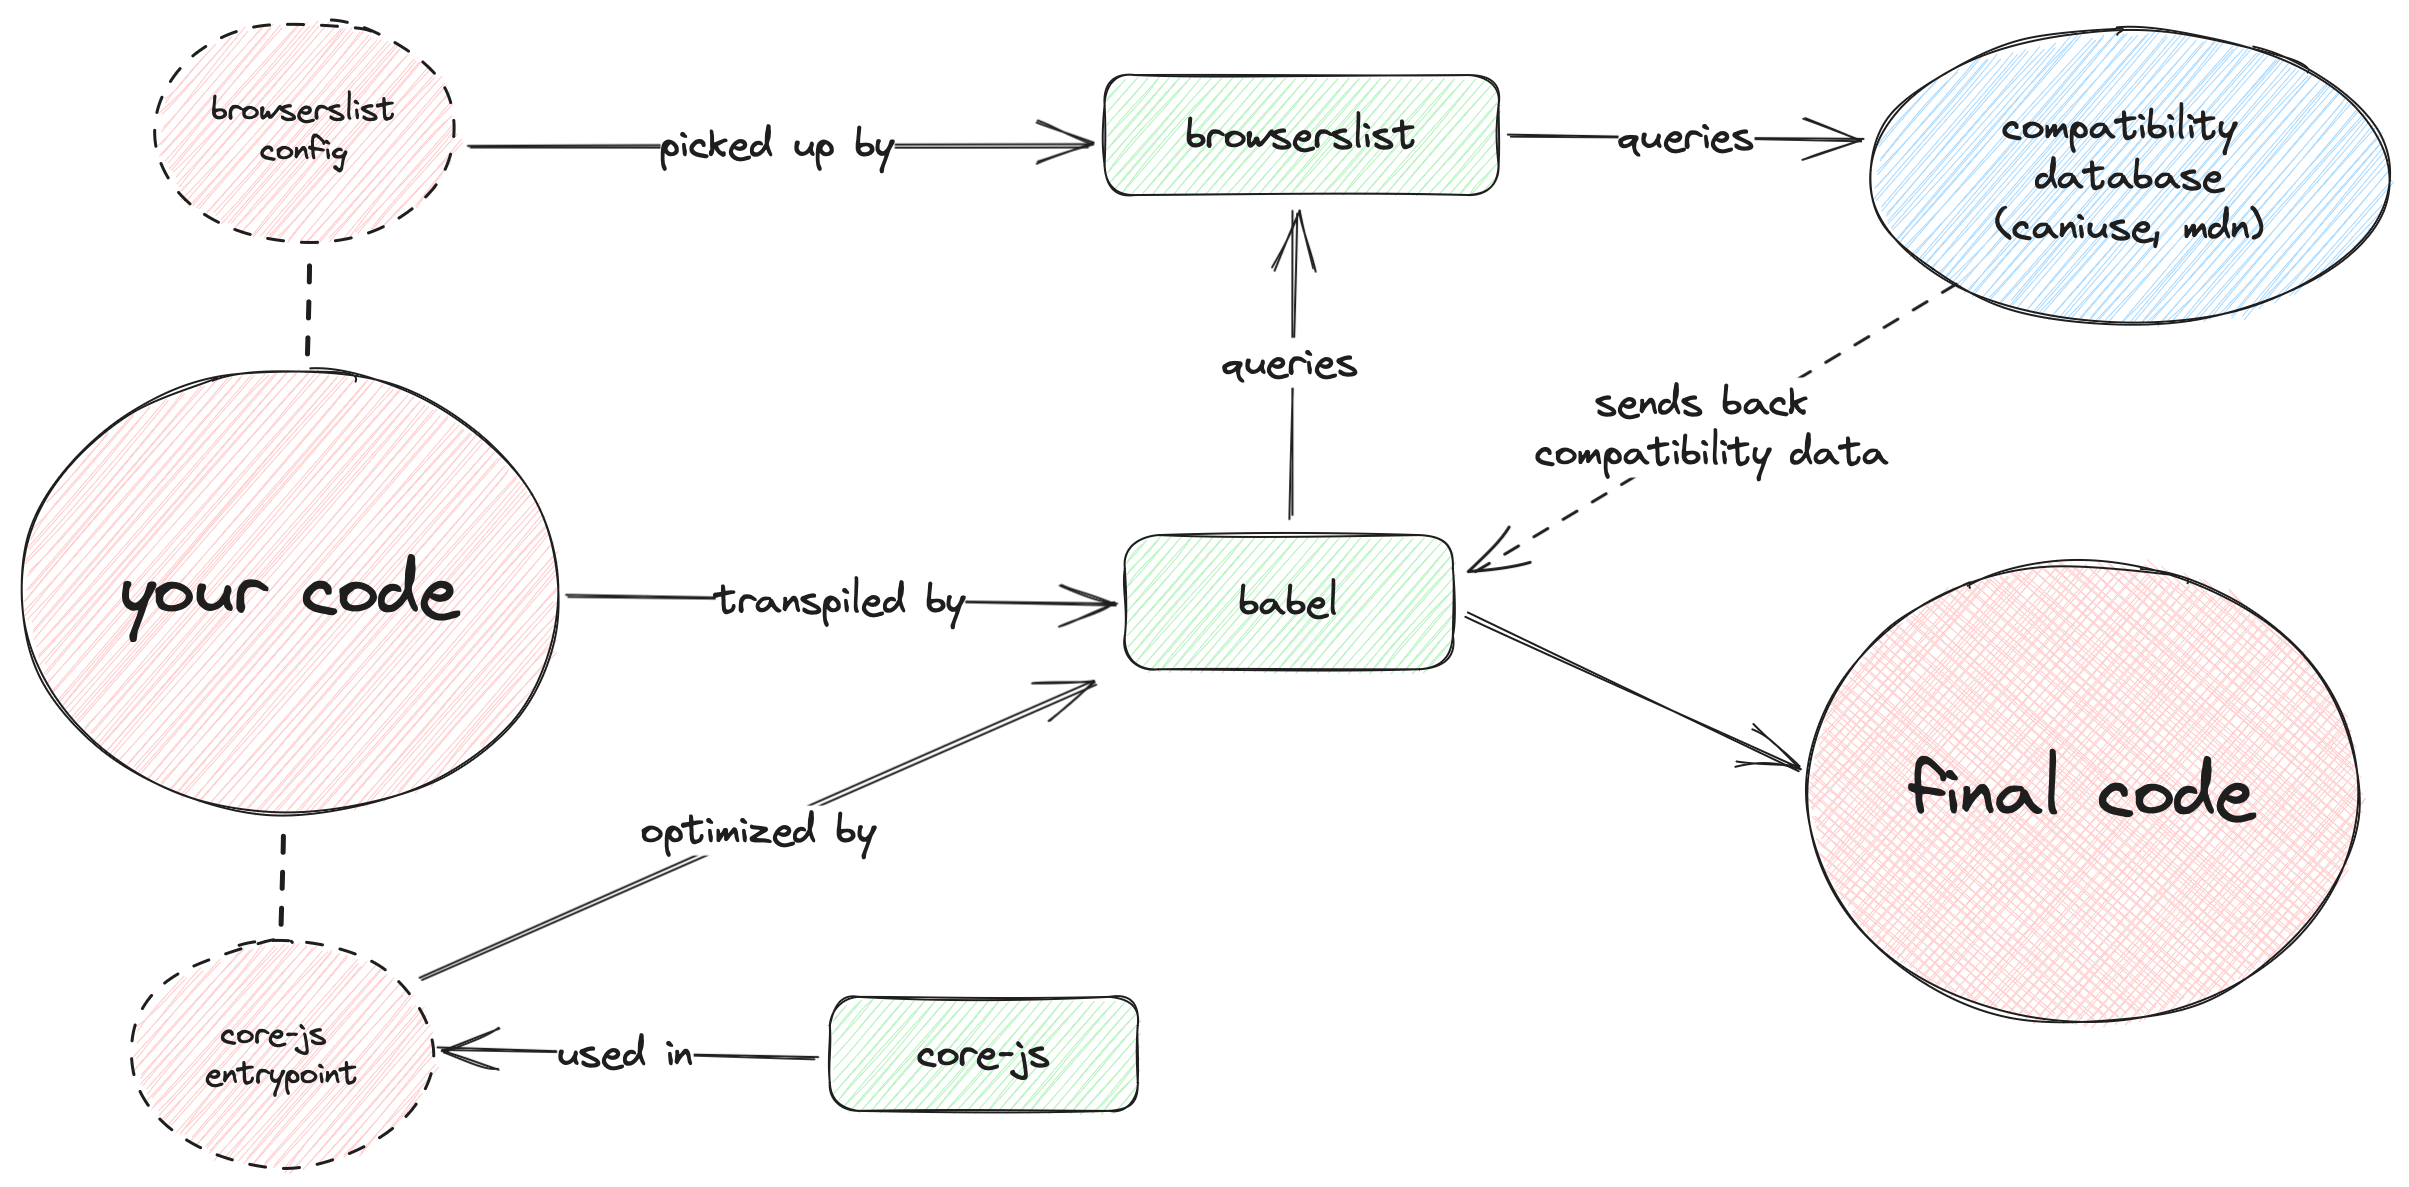 browserslist
config
picked up by
browserslist
queries
compatibility
database
(caniuse, mdn)
queries
sends back
compatibility data
your code
transpiled by
babel
final code
optimized by
core-js
entrypoint
used in
core-js